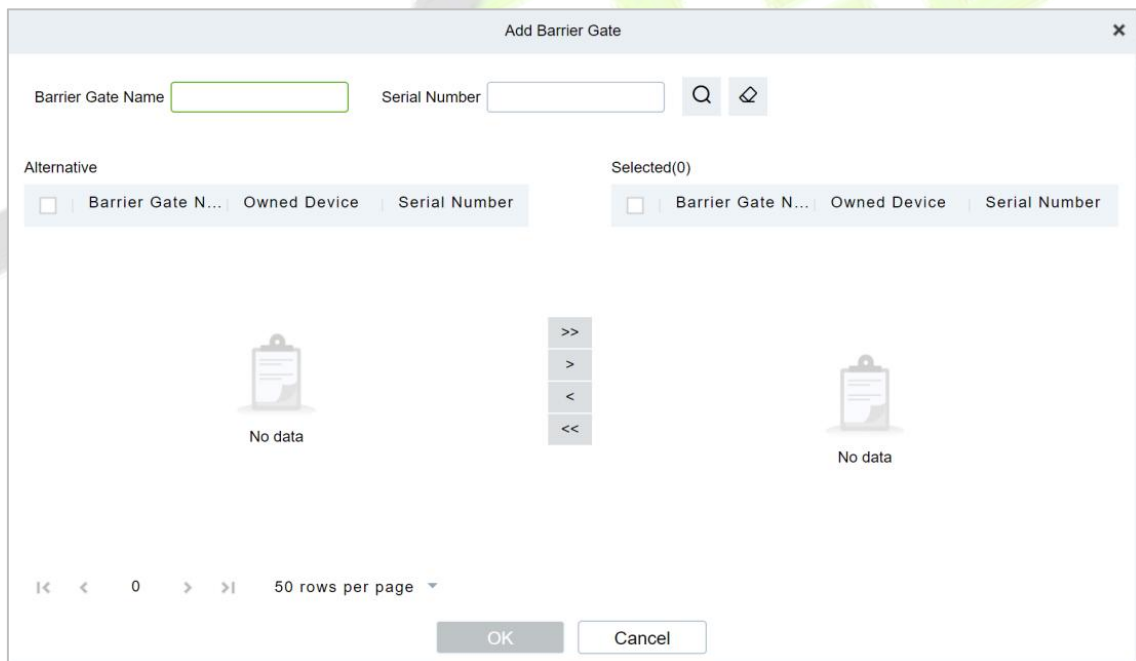 Add Barrier Gate
Barrier Gate Name Serial Number
Alternative Selected(0)
Barrier Gate N... Owned Device Serial Number Barrier Gate N... Owned Device Serial Number
>>
>
<
<<
No data
No data
0 50 rows per page
OK Cancel